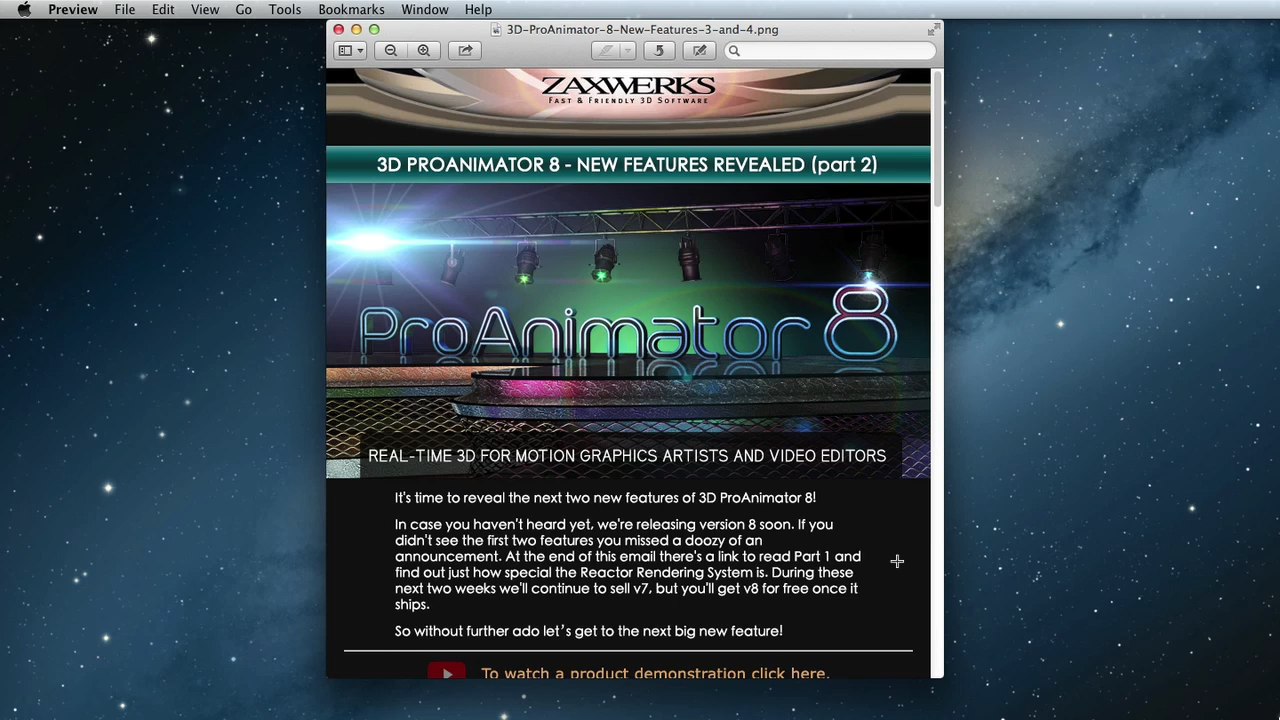 Preview File Edit View Go Tools Bookmarks Window Help
3D-ProAnimator-8-New-Features-3-and-4.png
ZAXWERKS
FAST & FRIENDLY 3D SOFTWARE
3D PROANIMATOR 8 - NEW FEATURES REVEALED (part 2)
ProAnimator 8
REAL-TIME 3D FOR MOTION GRAPHICS ARTISTS AND VIDEO EDITORS
It's time to reveal the next two new features of 3D ProAnimator 8!
In case you haven't heard yet, we're releasing version 8 soon. If you
didn't see the first two features you missed a doozy of an
announcement. At the end of this email there's a link to read Part 1 and
find out just how special the Reactor Rendering System is. During these
next two weeks we'll continue to sell v7, but you'll get v8 for free once it
ships.
So without further ado let’s get to the next big new feature!
To watch a product demonstration click here.